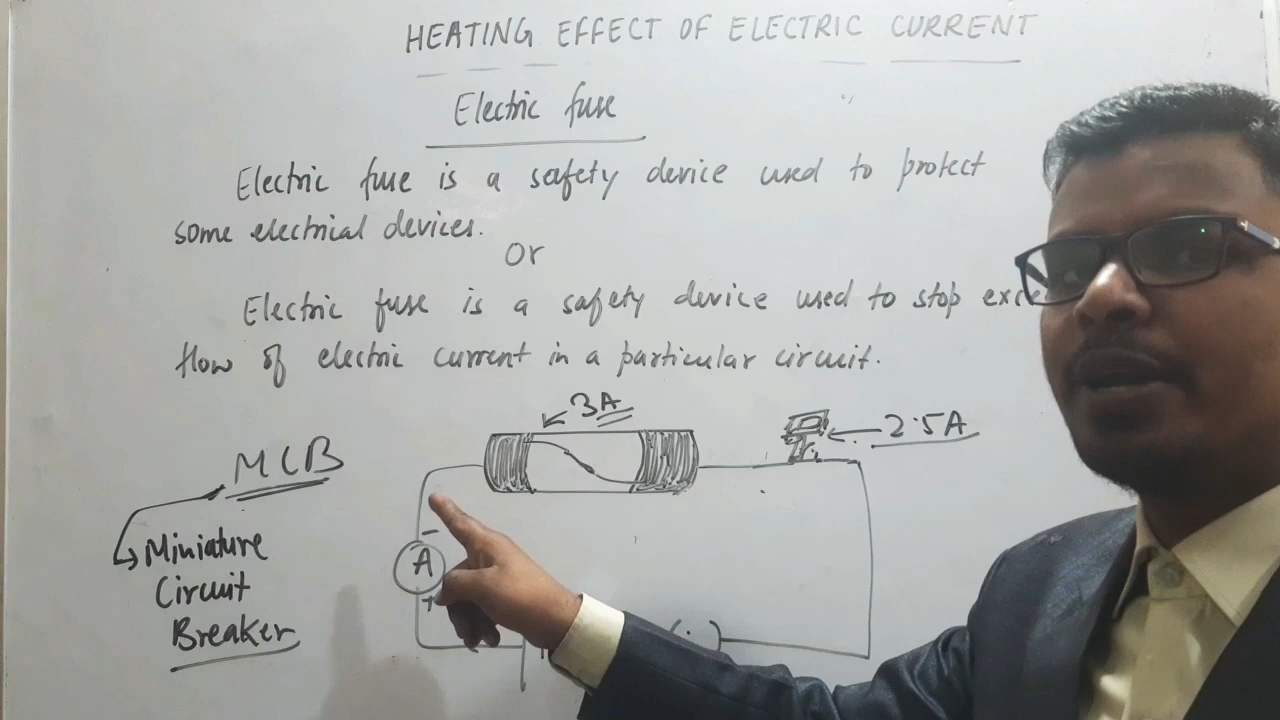 HEATING EFFECT OF ELECTRIC CURRENT
Electric fuse
Electric fuse is a safety device used to protect
some electrical devices.
Or
Electric fuse is a safety device used to stop
flow of electric current in a particular circuit.
3A
2.5A
MCB
Miniature
Circuit
Breaker
-
A
+
(.)